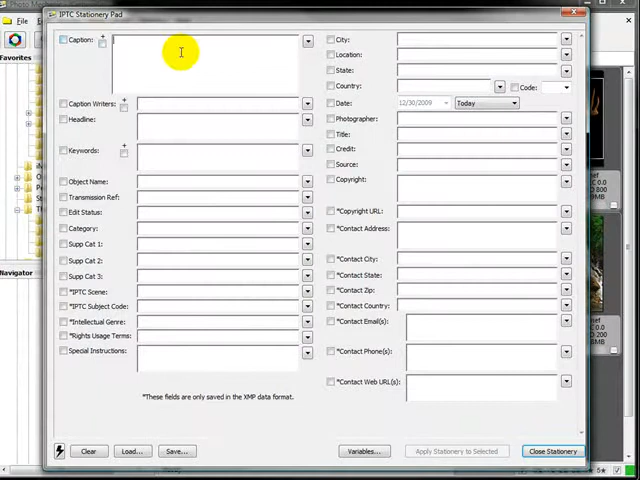 IPTC Stationery Pad
File
Favorites
Navigator
Caption:
Caption Writers:
Headline:
Keywords:
Object Name:
Transmission Ref:
Edit Status:
Category:
Supp Cat 1:
Supp Cat 2:
Supp Cat 3:
*IPTC Scene:
*IPTC Subject Code:
*Intellectual Genre:
*Rights Usage Terms:
Special Instructions:
*These fields are only saved in the XMP data format.
City:
Location:
State:
Country:
Code:
Date:
12/30/2009
Today
Photographer:
Title:
Credit:
Source:
Copyright:
*Copyright URL:
*Contact Address:
*Contact City:
*Contact State:
*Contact Zip:
*Contact Country:
*Contact Email(s):
*Contact Phone(s):
*Contact Web URL(s):
Clear
Load...
Save...
Variables...
Apply Stationery to Selected
Close Stationery